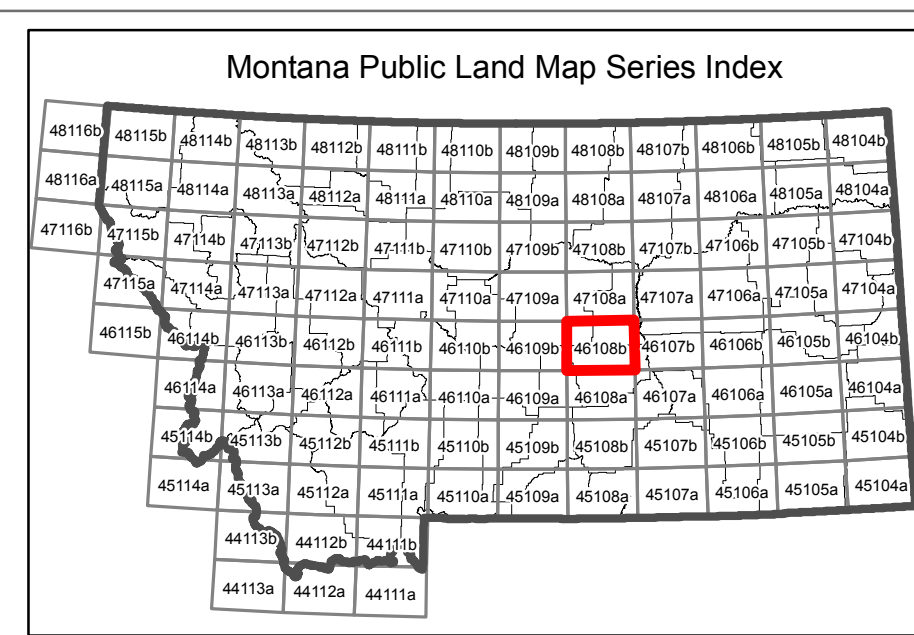 Montana Public Land Map Series Index
48116b 48115b 48114b 48113b 48112b 48111b 48110b 48109b 48108b 48107b 48106b 48105b 48104b
48116a 48115a 48114a 48113a 48112a 48111a 48110a 48109a 48108a 48107a 48106a 48105a 48104a
47116b 47115b 47114b 47113b 47112b 47111b 47110b 47109b 47108b 47107b 47106b 47105b 47104b
47115a 47114a 47113a 47112a 47111a 47110a 47109a 47108a 47107a 47106a 47105a 47104a
46115b 46114b 46113b 46112b 46111b 46110b 46109b 46108b 46107b 46106b 46105b 46104b
46114a 46113a 46112a 46111a 46110a 46109a 46108a 46107a 46106a 46105a 46104a
45114b 45113b 45112b 45111b 45110b 45109b 45108b 45107b 45106b 45105b 45104b
45114a 45113a 45112a 45111a 45110a 45109a 45108a 45107a 45106a 45105a 45104a
44113b 44112b 44111b
44113a 44112a 44111a